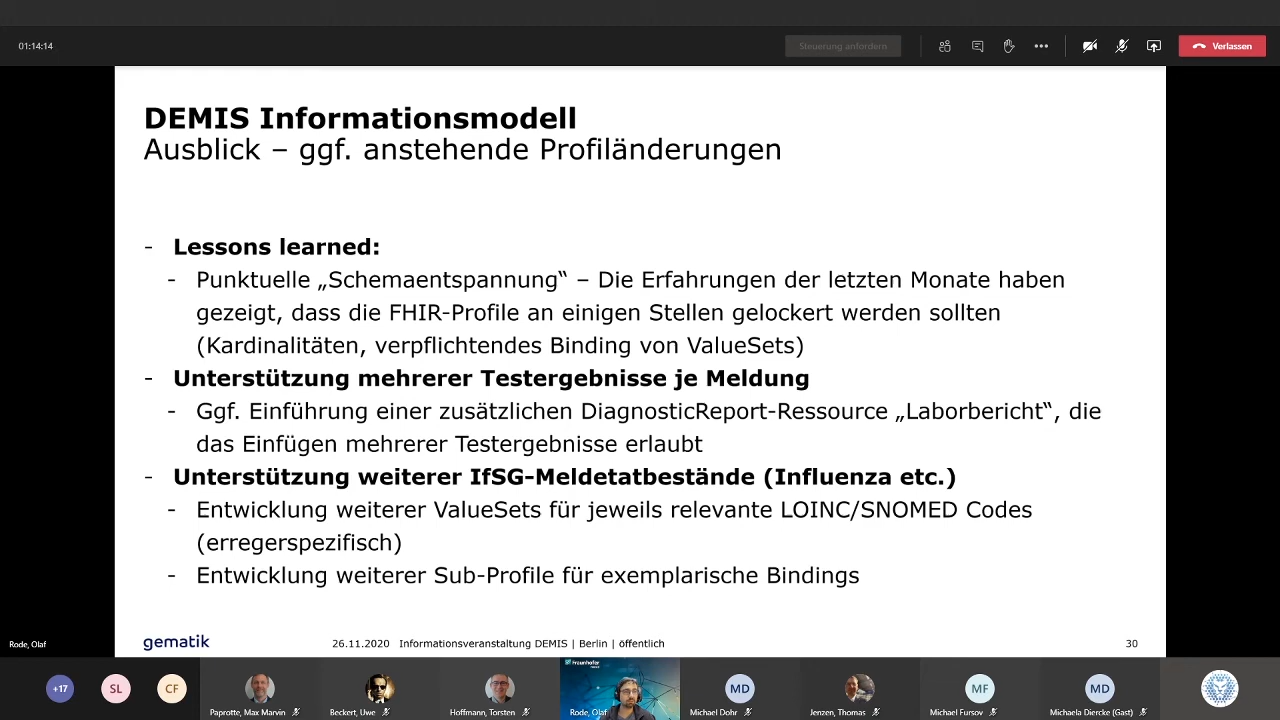 01:14:14
Steuerung anfordern
Verlassen
DEMIS Informationsmodell
Ausblick – ggf. anstehende Profiländerungen
- Lessons learned:
- Punktuelle „Schemaentspannung“ – Die Erfahrungen der letzten Monate haben
gezeigt, dass die FHIR-Profile an einigen Stellen gelockert werden sollten
(Kardinalitäten, verpflichtendes Binding von ValueSets)
- Unterstützung mehrerer Testergebnisse je Meldung
- Ggf. Einführung einer zusätzlichen DiagnosticReport-Ressource „Laborbericht“, die
das Einfügen mehrerer Testergebnisse erlaubt
- Unterstützung weiterer IfSG-Meldetatbestände (Influenza etc.)
- Entwicklung weiterer ValueSets für jeweils relevante LOINC/SNOMED Codes
(erregerspezifisch)
- Entwicklung weiterer Sub-Profile für exemplarische Bindings
Rode, Olaf
gematik
26.11.2020 Informationsveranstaltung DEMIS | Berlin | öffentlich
30
Fraunhofer
+17
SL
CF
MD
MF
MD
Paprotte, Max Marvin
Beckert, Uwe
Hoffmann, Torsten
Rode, Olaf
Michael Dohr
Jenzen, Thomas
Michael Fursov
Michaela Diercke (Gast)